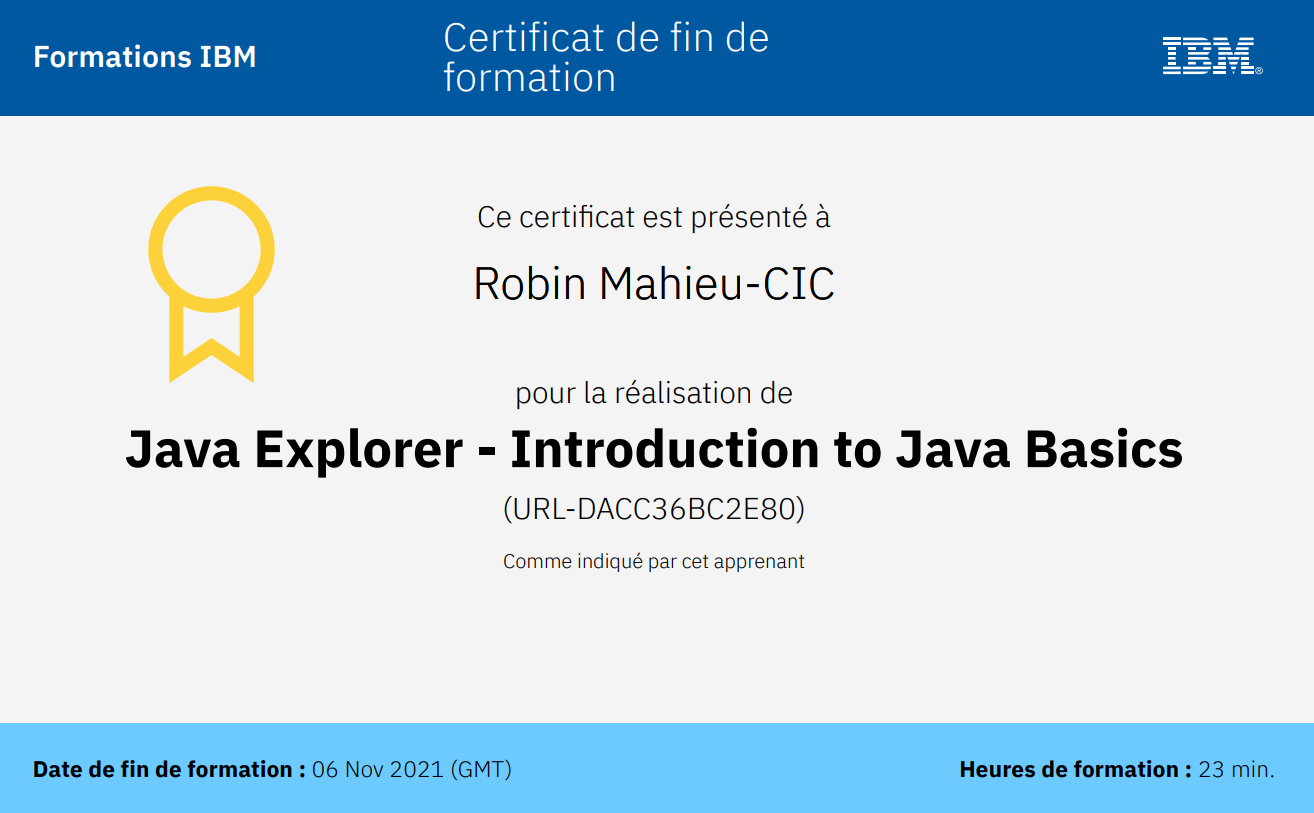 Formations IBM
Certificat de fin de
formation
IBM®
Ce certificat est présenté à
Robin Mahieu-CIC
pour la réalisation de
Java Explorer - Introduction to Java Basics
(URL-DACC36BC2E80)
Comme indiqué par cet apprenant
Date de fin de formation : 06 Nov 2021 (GMT)
Heures de formation : 23 min.